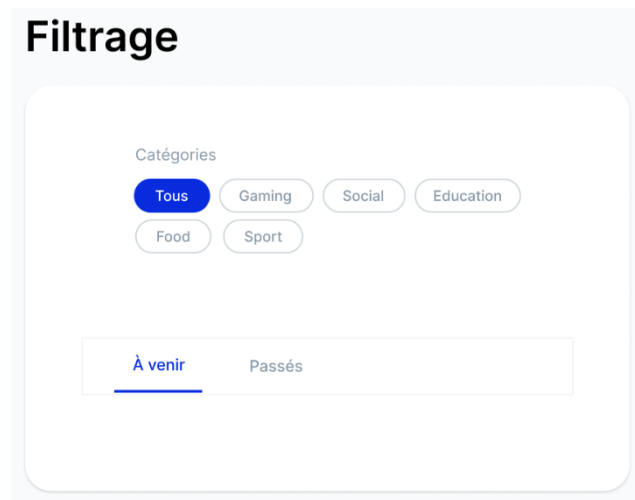 Filtrage
Catégories
Tous Gaming Social Education
Food Sport
À venir Passés